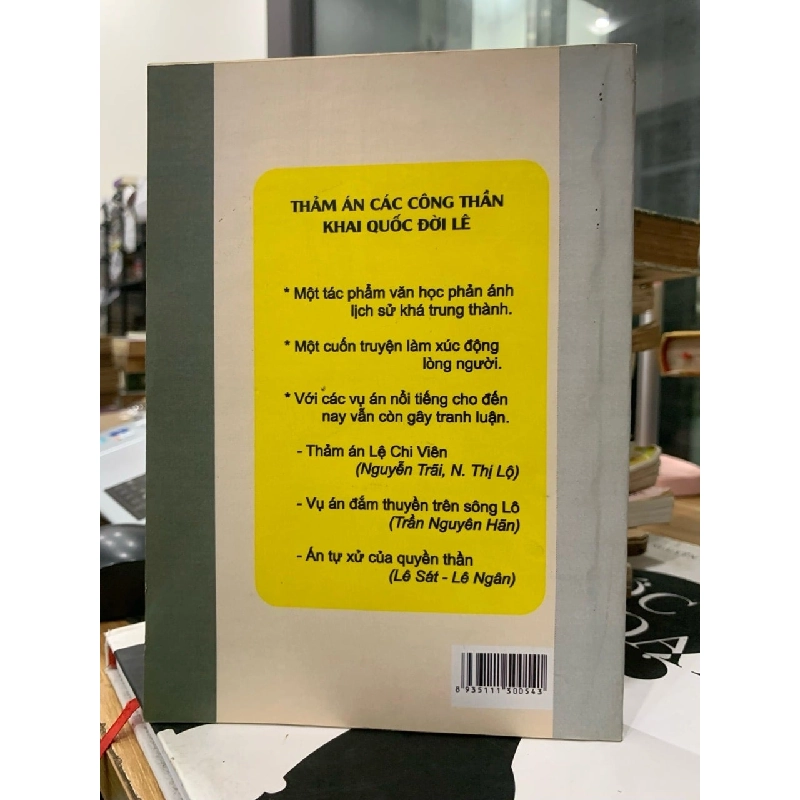 THẢM ÁN CÁC CÔNG THẦN
KHAI QUỐC ĐỜI LÊ
* Một tác phẩm văn học phản ánh
lịch sử khá trung thành.
* Một cuốn truyện làm xúc động
lòng người.
* Với các vụ án nổi tiếng cho đến
nay vẫn còn gây tranh luận.
- Thảm án Lệ Chi Viên
(Nguyễn Trãi, N. Thị Lộ)
- Vụ án đắm thuyền trên sông Lô
(Trần Nguyên Hãn)
- Án tự xử của quyền thần
(Lê Sát - Lê Ngân)
8 935111 300543